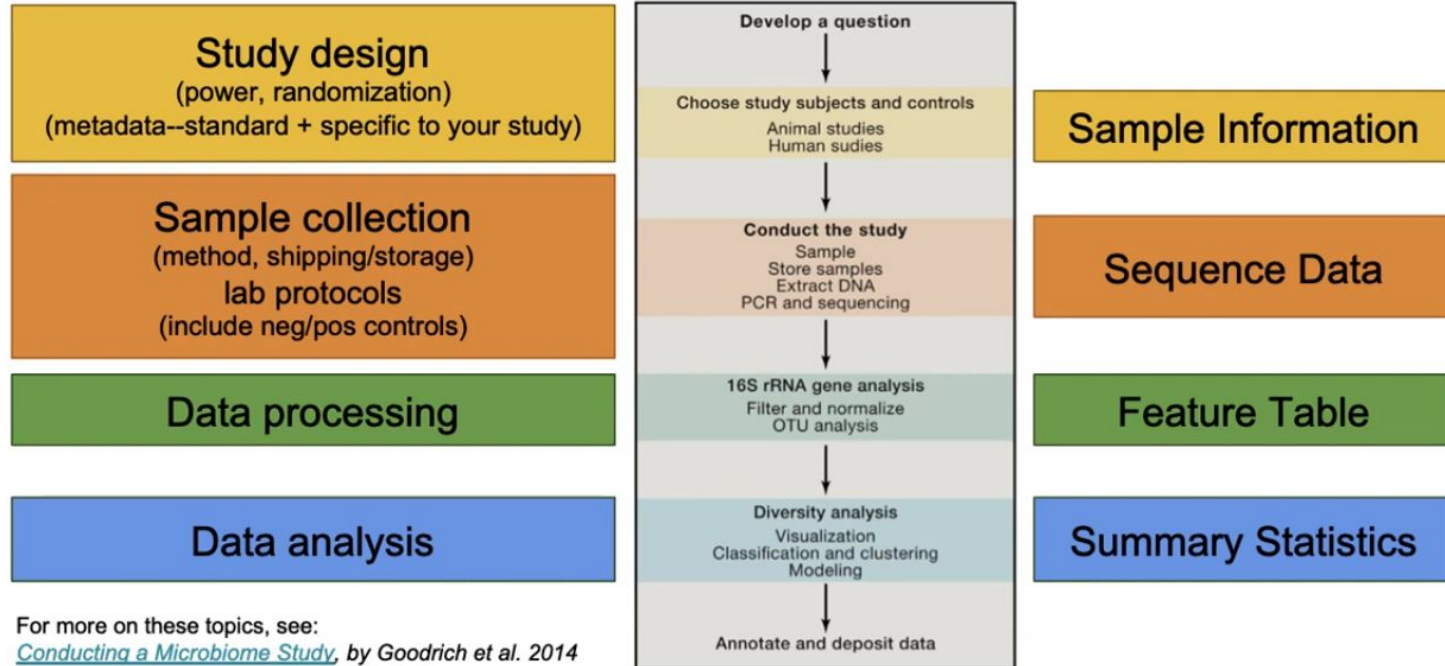 Study design
(power, randomization)
(metadata--standard + specific to your study)
Sample collection
(method, shipping/storage)
lab protocols
(include neg/pos controls)
Data processing
Data analysis
For more on these topics, see:
Conducting a Microbiome Study, by Goodrich et al. 2014
Develop a question
Choose study subjects and controls
Animal studies
Human sudies
Conduct the study
Sample
Store samples
Extract DNA
PCR and sequencing
16S rRNA gene analysis
Filter and normalize
OTU analysis
Diversity analysis
Visualization
Classification and clustering
Modeling
Annotate and deposit data
Sample Information
Sequence Data
Feature Table
Summary Statistics